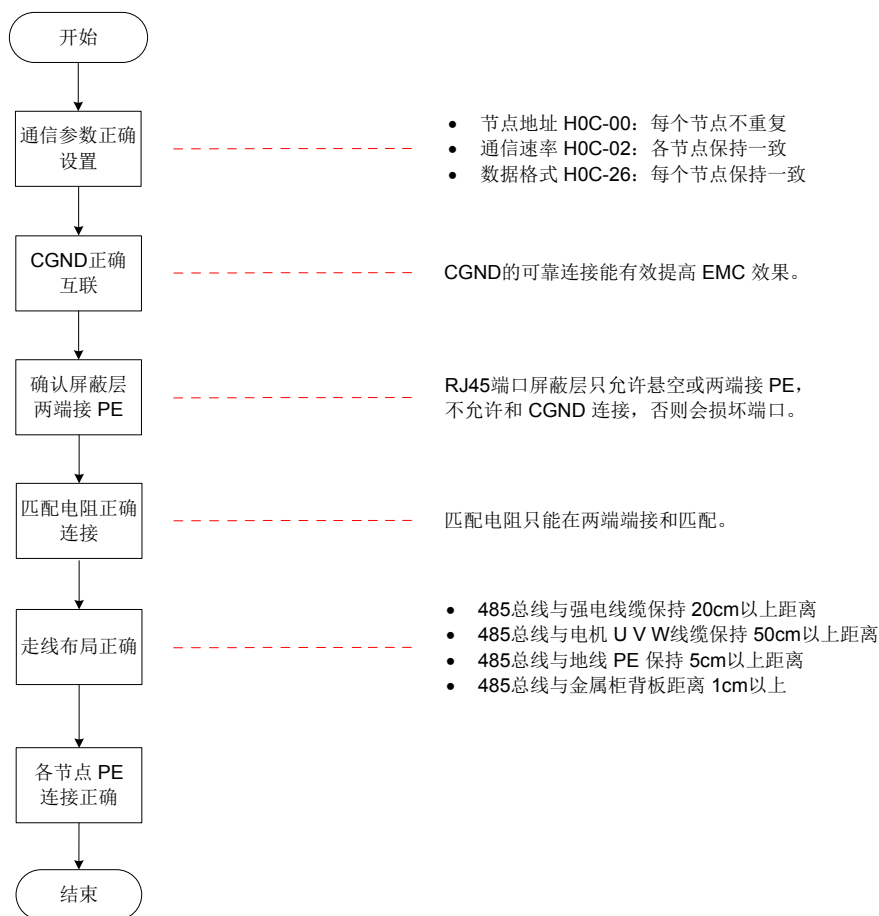 开始
通信参数正确
设置
• 节点地址 H0C-00：每个节点不重复
• 通信速率 H0C-02：各节点保持一致
• 数据格式 H0C-26：每个节点保持一致
CGND正确
互联
CGND的可靠连接能有效提高 EMC 效果。
确认屏蔽层
两端接 PE
RJ45端口屏蔽层只允许悬空或两端接 PE，
不允许和 CGND 连接，否则会损坏端口。
匹配电阻正确
连接
匹配电阻只能在两端端接和匹配。
走线布局正确
• 485总线与强电线缆保持 20cm以上距离
• 485总线与电机 U V W线缆保持 50cm以上距离
• 485总线与地线 PE 保持 5cm以上距离
• 485总线与金属柜背板距离 1cm以上
各节点 PE
连接正确
结束